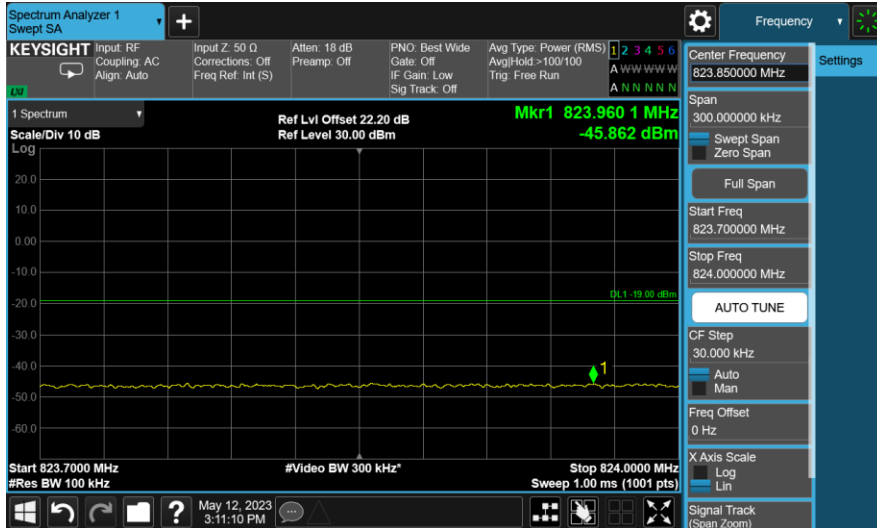 Spectrum Analyzer 1
Swept SA
+
Frequency
KEYSIGHT
Input: RF
Coupling: AC
Align: Auto
Input Z: 50 Ω
Corrections: Off
Freq Ref: Int (S)
Atten: 18 dB
Preamp: Off
PNO: Best Wide
Gate: Off
IF Gain: Low
Sig Track: Off
Avg Type: Power (RMS)
Avg|Hold:>100/100
Trig: Free Run
1 2 3 4 5 6
A W W W W W
A N N N N N
LXI
1 Spectrum
Scale/Div 10 dB
Log
Ref Lvl Offset 22.20 dB
Ref Level 30.00 dBm
Mkr1 823.960 1 MHz
-45.862 dBm
20.0
10.0
0.00
-10.0
-20.0
-30.0
-40.0
-50.0
-60.0
DL1 -19.00 dBm
1
Start 823.7000 MHz
#Res BW 100 kHz
#Video BW 300 kHz*
Stop 824.0000 MHz
Sweep 1.00 ms (1001 pts)
?
May 12, 2023
3:11:10 PM
Center Frequency
823.850000 MHz
Settings
Span
300.000000 kHz
Swept Span
Zero Span
Full Span
Start Freq
823.700000 MHz
Stop Freq
824.000000 MHz
AUTO TUNE
CF Step
30.000 kHz
Auto
Man
Freq Offset
0 Hz
X Axis Scale
Log
Lin
Signal Track
(Span Zoom)